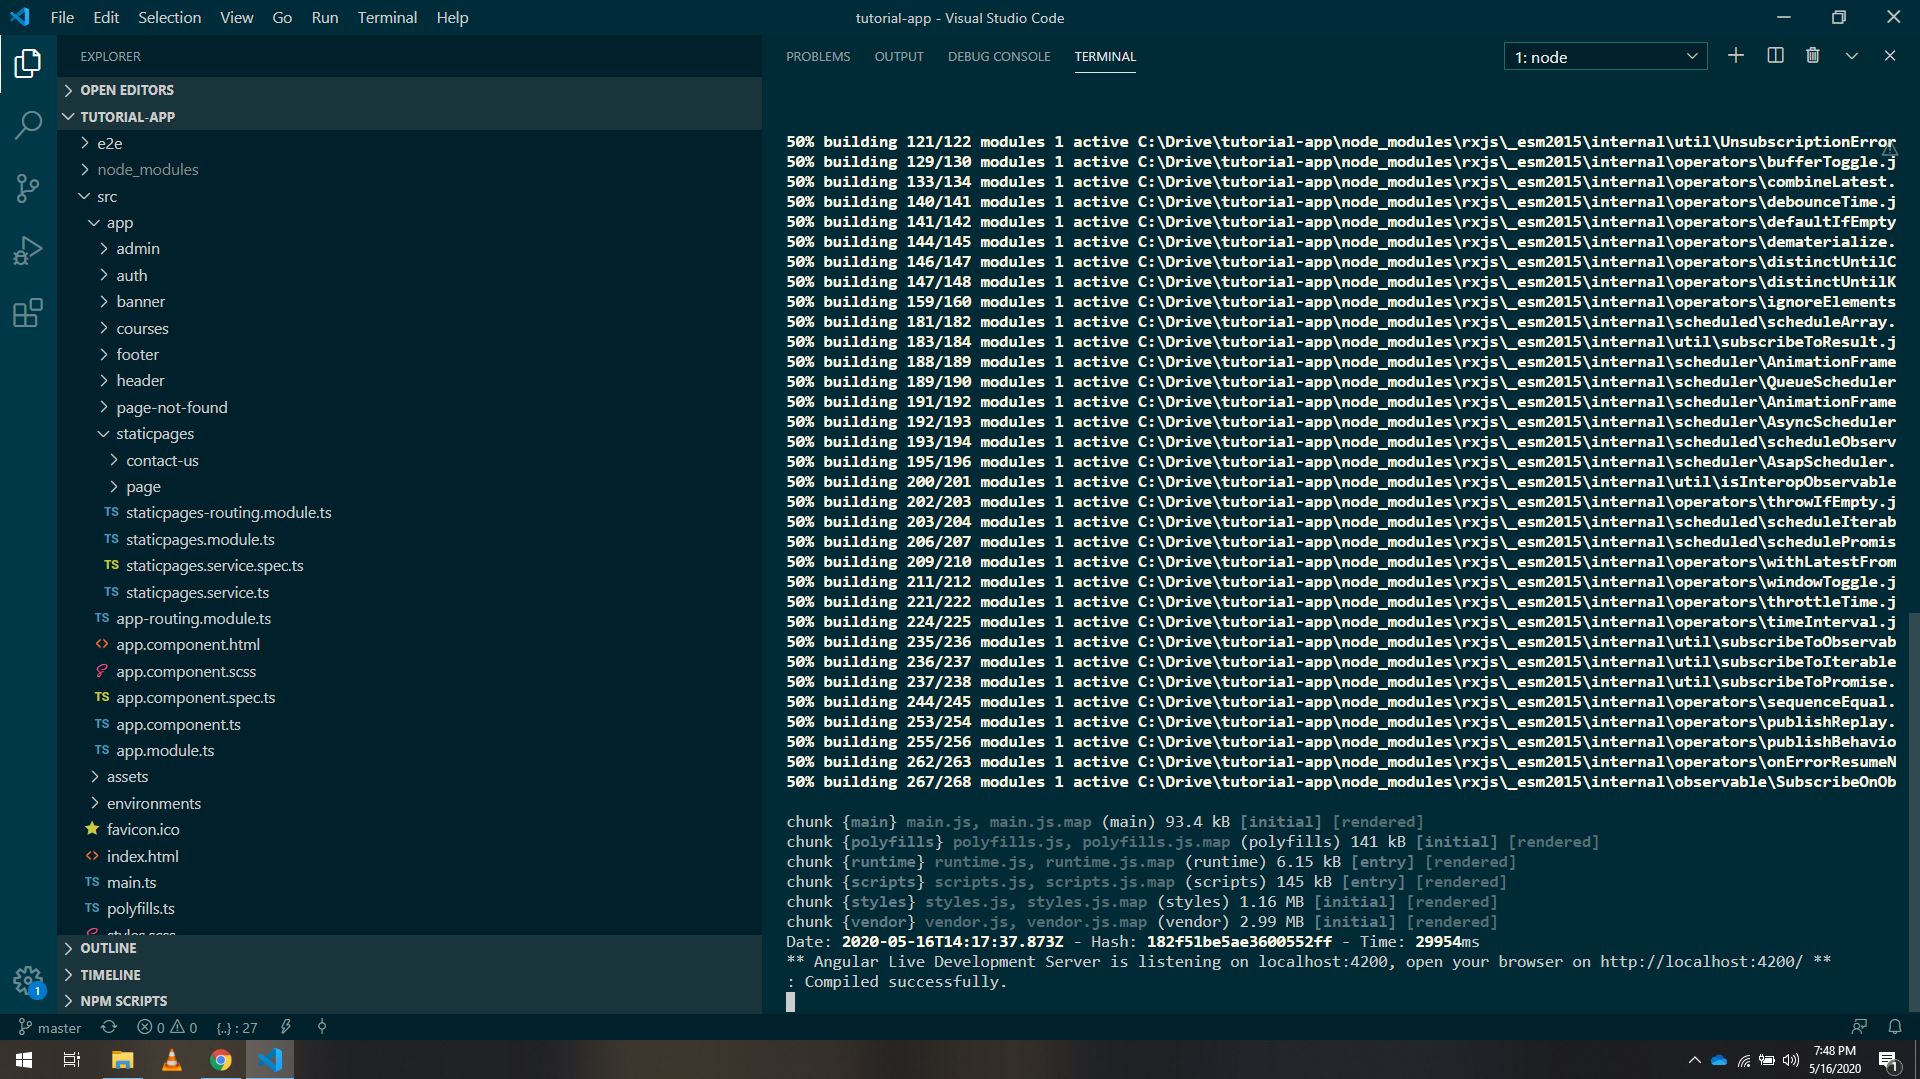 File Edit Selection View Go Run Terminal Help
tutorial-app - Visual Studio Code
EXPLORER
OPEN EDITORS
TUTORIAL-APP
e2e
node_modules
src
app
admin
auth
banner
courses
footer
header
page-not-found
staticpages
contact-us
page
TS staticpages-routing.module.ts
TS staticpages.module.ts
TS staticpages.service.spec.ts
TS staticpages.service.ts
TS app-routing.module.ts
<> app.component.html
app.component.scss
TS app.component.spec.ts
TS app.component.ts
TS app.module.ts
assets
environments
favicon.ico
<> index.html
TS main.ts
TS polyfills.ts
styles.scss
OUTLINE
TIMELINE
NPM SCRIPTS
PROBLEMS OUTPUT DEBUG CONSOLE TERMINAL
1: node
50% building 121/122 modules 1 active C:\Drive\tutorial-app\node_modules\rxjs\_esm2015\internal\util\UnsubscriptionError
50% building 129/130 modules 1 active C:\Drive\tutorial-app\node_modules\rxjs\_esm2015\internal\operators\bufferToggle.j
50% building 133/134 modules 1 active C:\Drive\tutorial-app\node_modules\rxjs\_esm2015\internal\operators\combineLatest.
50% building 140/141 modules 1 active C:\Drive\tutorial-app\node_modules\rxjs\_esm2015\internal\operators\debounceTime.j
50% building 141/142 modules 1 active C:\Drive\tutorial-app\node_modules\rxjs\_esm2015\internal\operators\defaultIfEmpty
50% building 144/145 modules 1 active C:\Drive\tutorial-app\node_modules\rxjs\_esm2015\internal\operators\dematerialize.
50% building 146/147 modules 1 active C:\Drive\tutorial-app\node_modules\rxjs\_esm2015\internal\operators\distinctUntilC
50% building 147/148 modules 1 active C:\Drive\tutorial-app\node_modules\rxjs\_esm2015\internal\operators\distinctUntilK
50% building 159/160 modules 1 active C:\Drive\tutorial-app\node_modules\rxjs\_esm2015\internal\operators\ignoreElements
50% building 181/182 modules 1 active C:\Drive\tutorial-app\node_modules\rxjs\_esm2015\internal\scheduled\scheduleArray.
50% building 183/184 modules 1 active C:\Drive\tutorial-app\node_modules\rxjs\_esm2015\internal\util\subscribeToResult.j
50% building 188/189 modules 1 active C:\Drive\tutorial-app\node_modules\rxjs\_esm2015\internal\scheduler\AnimationFrame
50% building 189/190 modules 1 active C:\Drive\tutorial-app\node_modules\rxjs\_esm2015\internal\scheduler\QueueScheduler
50% building 191/192 modules 1 active C:\Drive\tutorial-app\node_modules\rxjs\_esm2015\internal\scheduler\AnimationFrame
50% building 192/193 modules 1 active C:\Drive\tutorial-app\node_modules\rxjs\_esm2015\internal\scheduler\AsyncScheduler
50% building 193/194 modules 1 active C:\Drive\tutorial-app\node_modules\rxjs\_esm2015\internal\scheduled\scheduleObserv
50% building 195/196 modules 1 active C:\Drive\tutorial-app\node_modules\rxjs\_esm2015\internal\scheduler\AsapScheduler.
50% building 200/201 modules 1 active C:\Drive\tutorial-app\node_modules\rxjs\_esm2015\internal\util\isInteropObservable
50% building 202/203 modules 1 active C:\Drive\tutorial-app\node_modules\rxjs\_esm2015\internal\operators\throwIfEmpty.j
50% building 203/204 modules 1 active C:\Drive\tutorial-app\node_modules\rxjs\_esm2015\internal\scheduled\scheduleIterab
50% building 206/207 modules 1 active C:\Drive\tutorial-app\node_modules\rxjs\_esm2015\internal\scheduled\schedulePromis
50% building 209/210 modules 1 active C:\Drive\tutorial-app\node_modules\rxjs\_esm2015\internal\operators\withLatestFrom
50% building 211/212 modules 1 active C:\Drive\tutorial-app\node_modules\rxjs\_esm2015\internal\operators\windowToggle.j
50% building 221/222 modules 1 active C:\Drive\tutorial-app\node_modules\rxjs\_esm2015\internal\operators\throttleTime.j
50% building 224/225 modules 1 active C:\Drive\tutorial-app\node_modules\rxjs\_esm2015\internal\operators\timeInterval.j
50% building 235/236 modules 1 active C:\Drive\tutorial-app\node_modules\rxjs\_esm2015\internal\util\subscribeToObservab
50% building 236/237 modules 1 active C:\Drive\tutorial-app\node_modules\rxjs\_esm2015\internal\util\subscribeToIterable
50% building 237/238 modules 1 active C:\Drive\tutorial-app\node_modules\rxjs\_esm2015\internal\util\subscribeToPromise.
50% building 244/245 modules 1 active C:\Drive\tutorial-app\node_modules\rxjs\_esm2015\internal\operators\sequenceEqual.
50% building 253/254 modules 1 active C:\Drive\tutorial-app\node_modules\rxjs\_esm2015\internal\operators\publishReplay.
50% building 255/256 modules 1 active C:\Drive\tutorial-app\node_modules\rxjs\_esm2015\internal\operators\publishBehavio
50% building 262/263 modules 1 active C:\Drive\tutorial-app\node_modules\rxjs\_esm2015\internal\operators\onErrorResumeN
50% building 267/268 modules 1 active C:\Drive\tutorial-app\node_modules\rxjs\_esm2015\internal\observable\SubscribeOnOb
chunk {main} main.js, main.js.map (main) 93.4 kB [initial] [rendered]
chunk {polyfills} polyfills.js, polyfills.js.map (polyfills) 141 kB [initial] [rendered]
chunk {runtime} runtime.js, runtime.js.map (runtime) 6.15 kB [entry] [rendered]
chunk {scripts} scripts.js, scripts.js.map (scripts) 145 kB [entry] [rendered]
chunk {styles} styles.js, styles.js.map (styles) 1.16 MB [initial] [rendered]
chunk {vendor} vendor.js, vendor.js.map (vendor) 2.99 MB [initial] [rendered]
Date: 2020-05-16T14:17:37.873Z - Hash: 182f51be5ae3600552ff - Time: 29954ms
** Angular Live Development Server is listening on localhost:4200, open your browser on http://localhost:4200/ **
: Compiled successfully.
1
master 0 0 {..} : 27
7:48 PM
5/16/2020
1